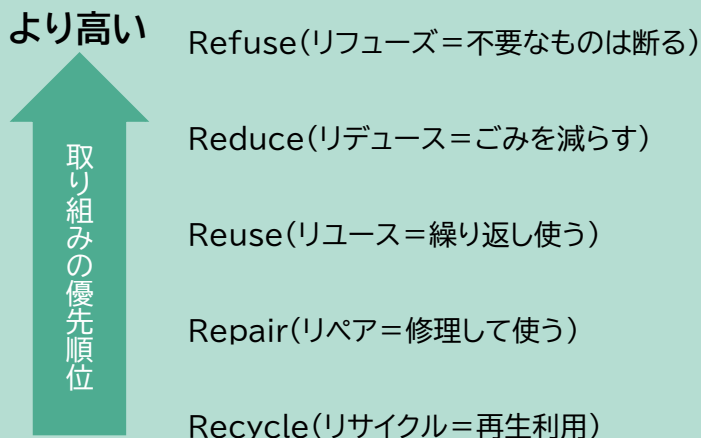 より高い
取り組みの優先順位
Refuse(リフューズ＝不要なものは断る)
Reduce(リデュース＝ごみを減らす)
Reuse(リユース＝繰り返し使う)
Repair(リペア＝修理して使う)
Recycle(リサイクル＝再生利用)